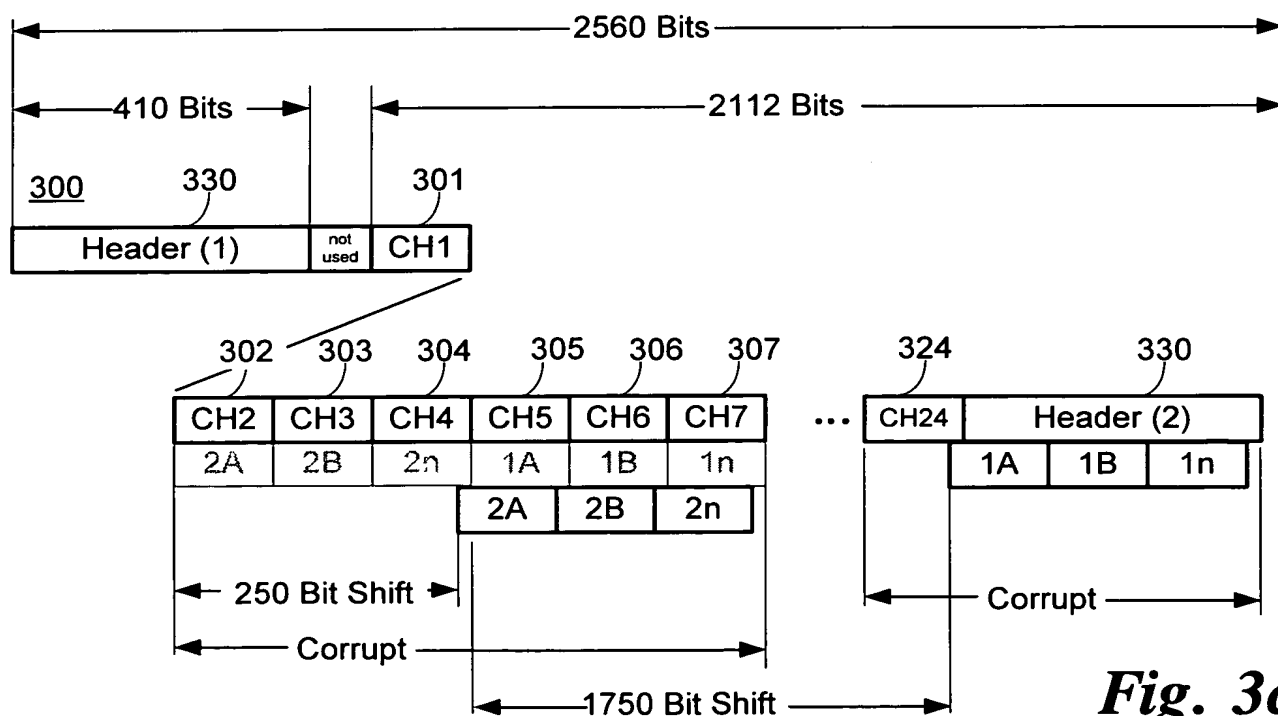 2560 Bits
410 Bits
2112 Bits
300
330
301
Header (1)
not used
CH1
302
303
304
305
306
307
324
330
CH2
CH3
CH4
CH5
CH6
CH7
...
CH24
Header (2)
2A
2B
2n
1A
1B
1n
1A
1B
1n
2A
2B
2n
250 Bit Shift
Corrupt
Corrupt
1750 Bit Shift
Fig.